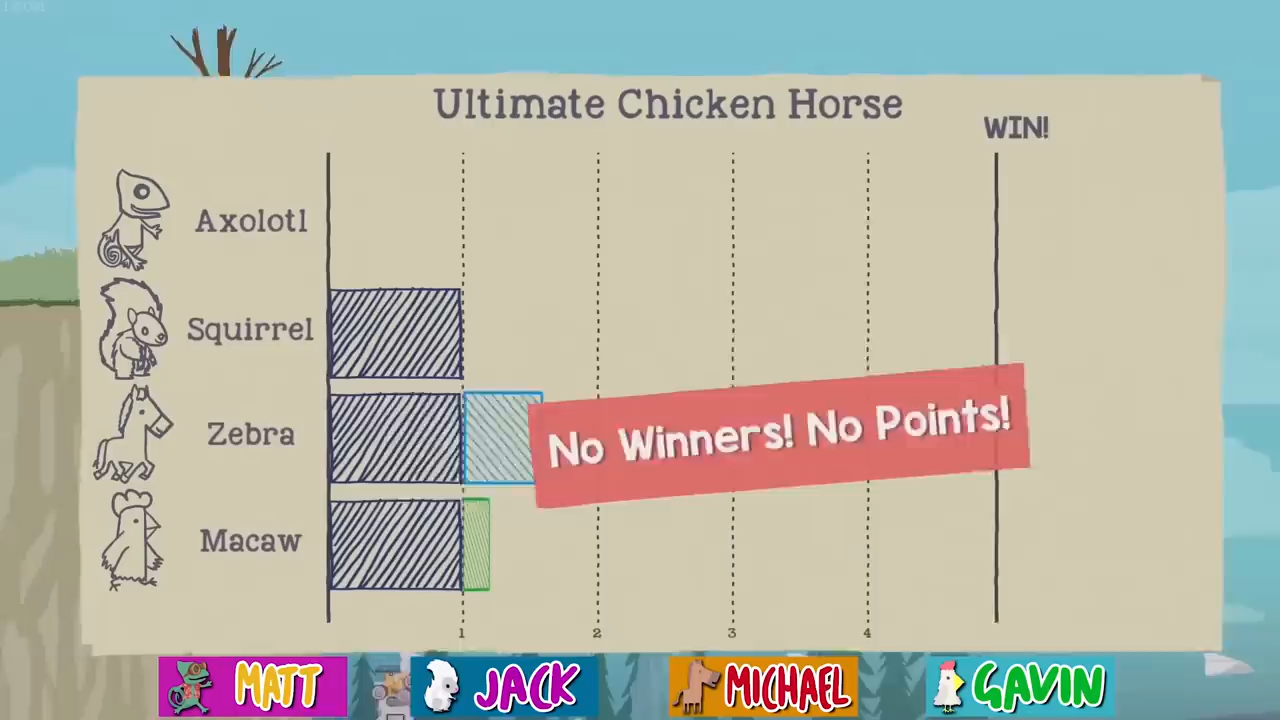 Ultimate Chicken Horse
WIN!
Axolotl
Squirrel
Zebra
No Winners! No Points!
Macaw
1 2 3 4
MATT JACK MICHAEL GAVIN